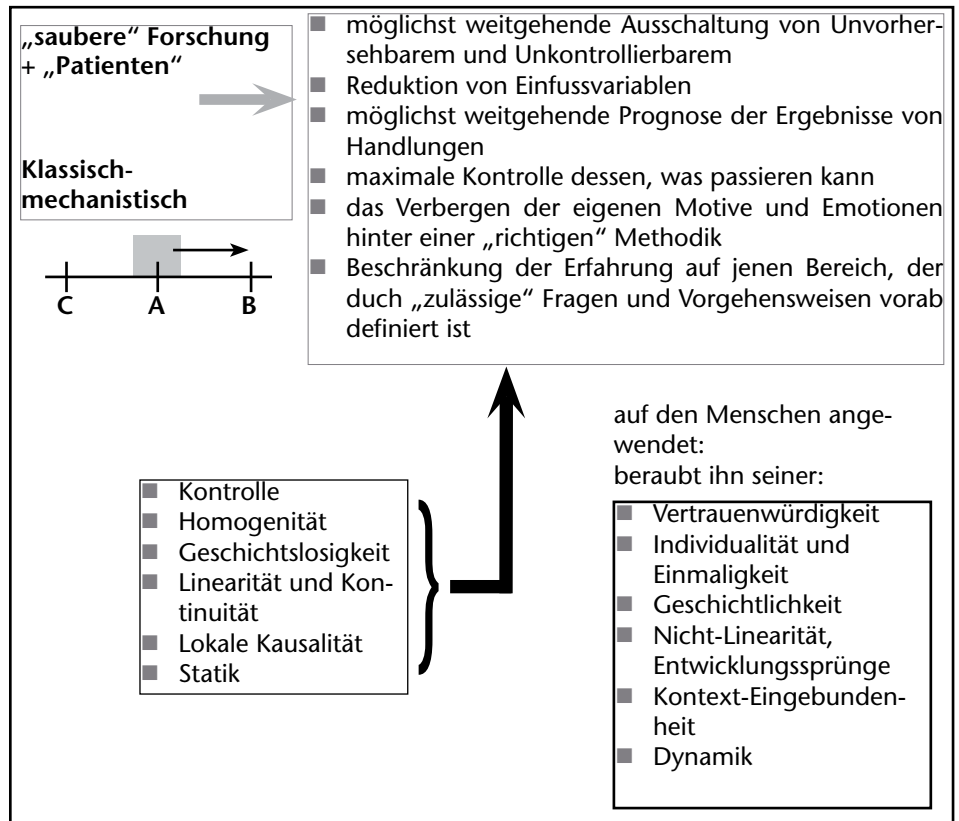 „saubere“ Forschung
+ „Patienten“
Klassisch-
mechanistisch
C A B
■ möglichst weitgehende Ausschaltung von Unvorher-
sehbarem und Unkontrollierbarem
■ Reduktion von Einfussvariablen
■ möglichst weitgehende Prognose der Ergebnisse von
Handlungen
■ maximale Kontrolle dessen, was passieren kann
■ das Verbergen der eigenen Motive und Emotionen
hinter einer „richtigen“ Methodik
■ Beschränkung der Erfahrung auf jenen Bereich, der
duch „zulässige“ Fragen und Vorgehensweisen vorab
definiert ist
■ Kontrolle
■ Homogenität
■ Geschichtslosigkeit
■ Linearität und Kon-
tinuität
■ Lokale Kausalität
■ Statik
auf den Menschen ange-
wendet:
beraubt ihn seiner:
■ Vertrauenwürdigkeit
■ Individualität und
Einmaligkeit
■ Geschichtlichkeit
■ Nicht-Linearität,
Entwicklungssprünge
■ Kontext-Eingebunden-
heit
■ Dynamik